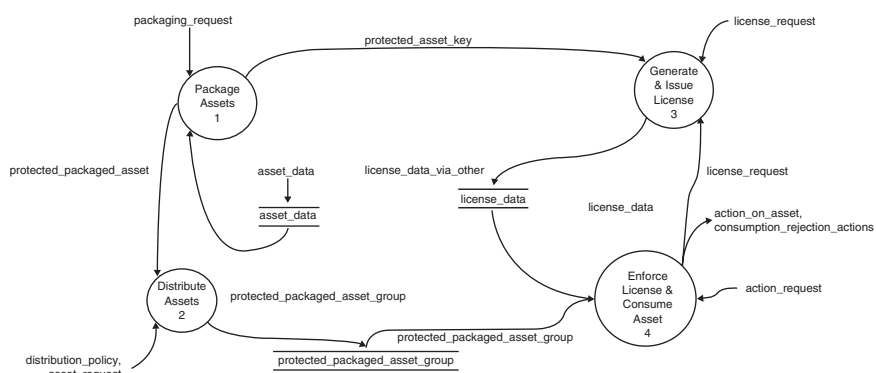 packaging_request
license_request
protected_asset_key
Package
Assets
1
Generate
& Issue
License
3
protected_packaged_asset
asset_data
asset_data
license_data_via_other
license_data
license_data
license_request
action_on_asset,
consumption_rejection_actions
Distribute
Assets
2
protected_packaged_asset_group
Enforce
License &
Consume
Asset
4
action_request
protected_packaged_asset_group
protected_packaged_asset_group
distribution_policy,
asset_request